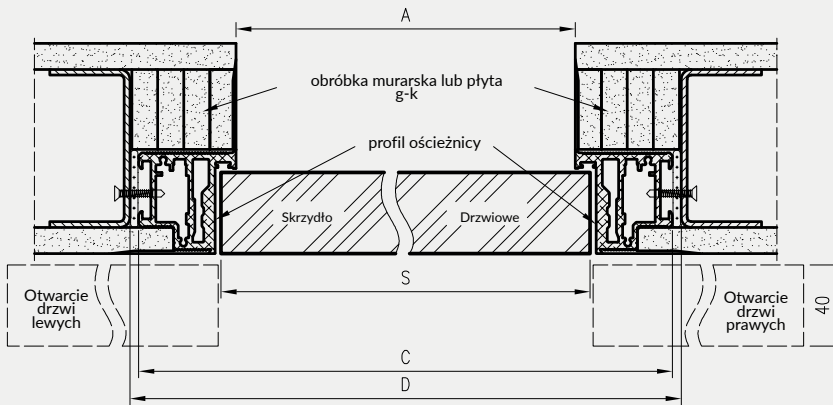 A
obróbka murarska lub płyta
g-k
profil ościeżnicy
Skrzydło
Drzwiowe
S
Otwarcie
drzwi
lewych
Otwarcie
drzwi
prawych
40
C
D